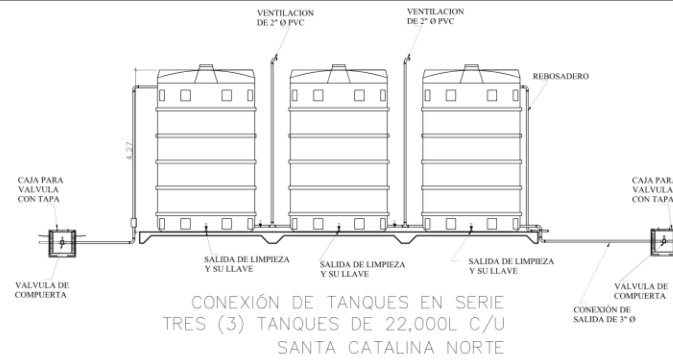 VENTILACION
DE 2" Ø PVC
VENTILACION
DE 2" Ø PVC
REBOSADERO
4.27
CAJA PARA
VALVULA
CON TAPA
CAJA PARA
VALVULA
CON TAPA
SALIDA DE LIMPIEZA
Y SU LLAVE
SALIDA DE LIMPIEZA
Y SU LLAVE
SALIDA DE LIMPIEZA
Y SU LLAVE
VALVULA DE
COMPUERTA
VALVULA DE
COMPUERTA
CONEXIÓN DE
SALIDA DE 3" Ø
CONEXIÓN DE TANQUES EN SERIE
TRES (3) TANQUES DE 22,000L C/U
SANTA CATALINA NORTE